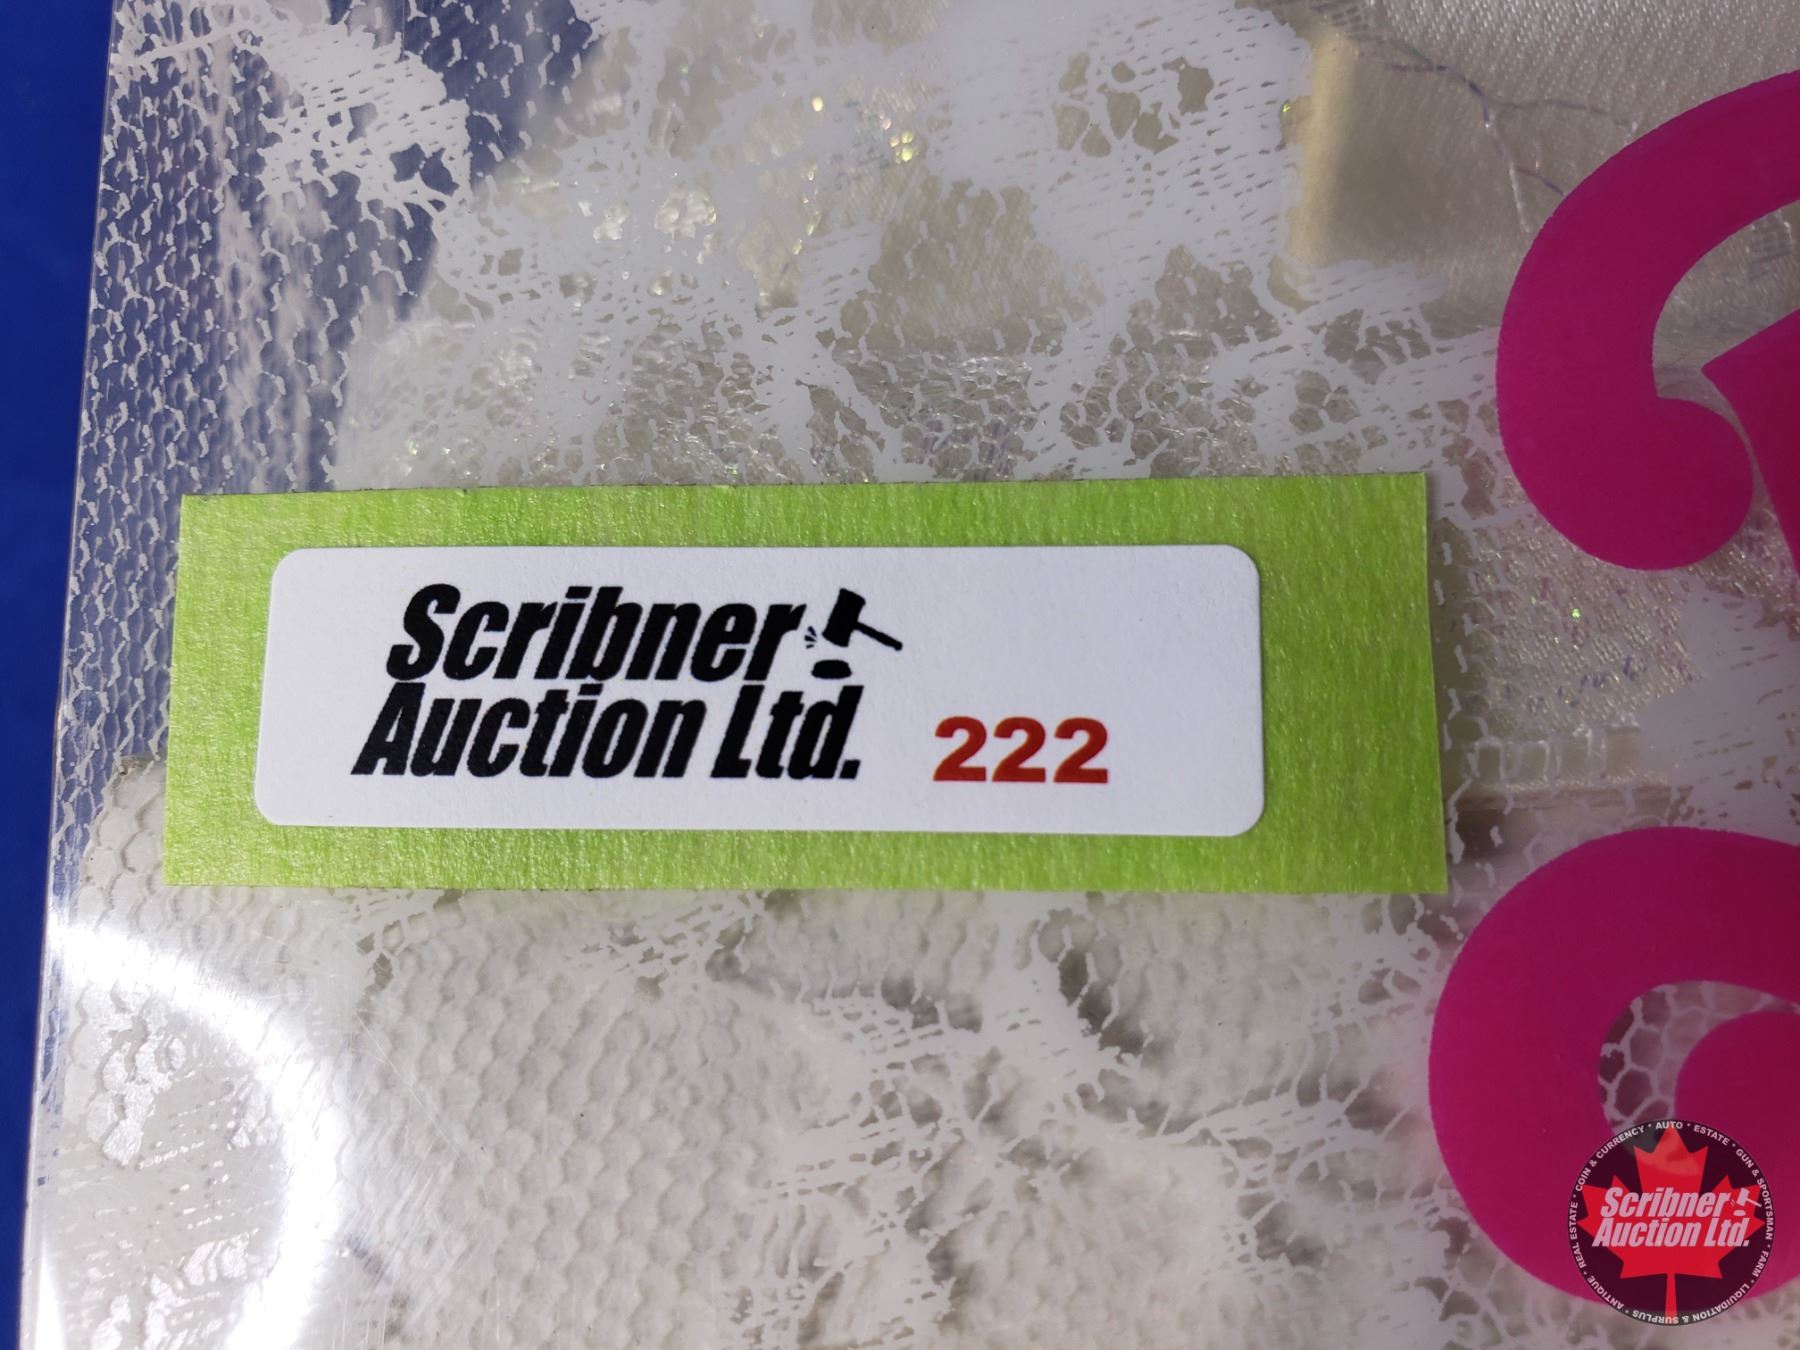 Scribner
Auction Ltd.
222
COIN & CURRENCY • AUTO • ESTATE • GUN & SPORTSMAN • FARM • LIQUIDATION & SURPLUS • ANTIQUE • REAL ESTATE •
Scribner
Auction Ltd.